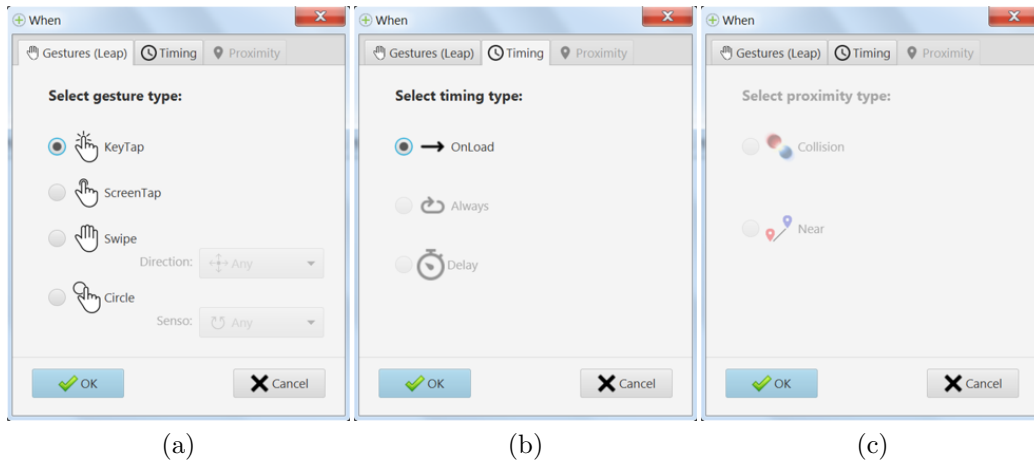 When
Gestures (Leap) Timing Proximity
Select gesture type:
KeyTap
ScreenTap
Swipe
Direction: Any
Circle
Senso: Any
OK Cancel
(a)
When
Gestures (Leap) Timing Proximity
Select timing type:
OnLoad
Always
Delay
OK Cancel
(b)
When
Gestures (Leap) Timing Proximity
Select proximity type:
Collision
Near
OK Cancel
(c)